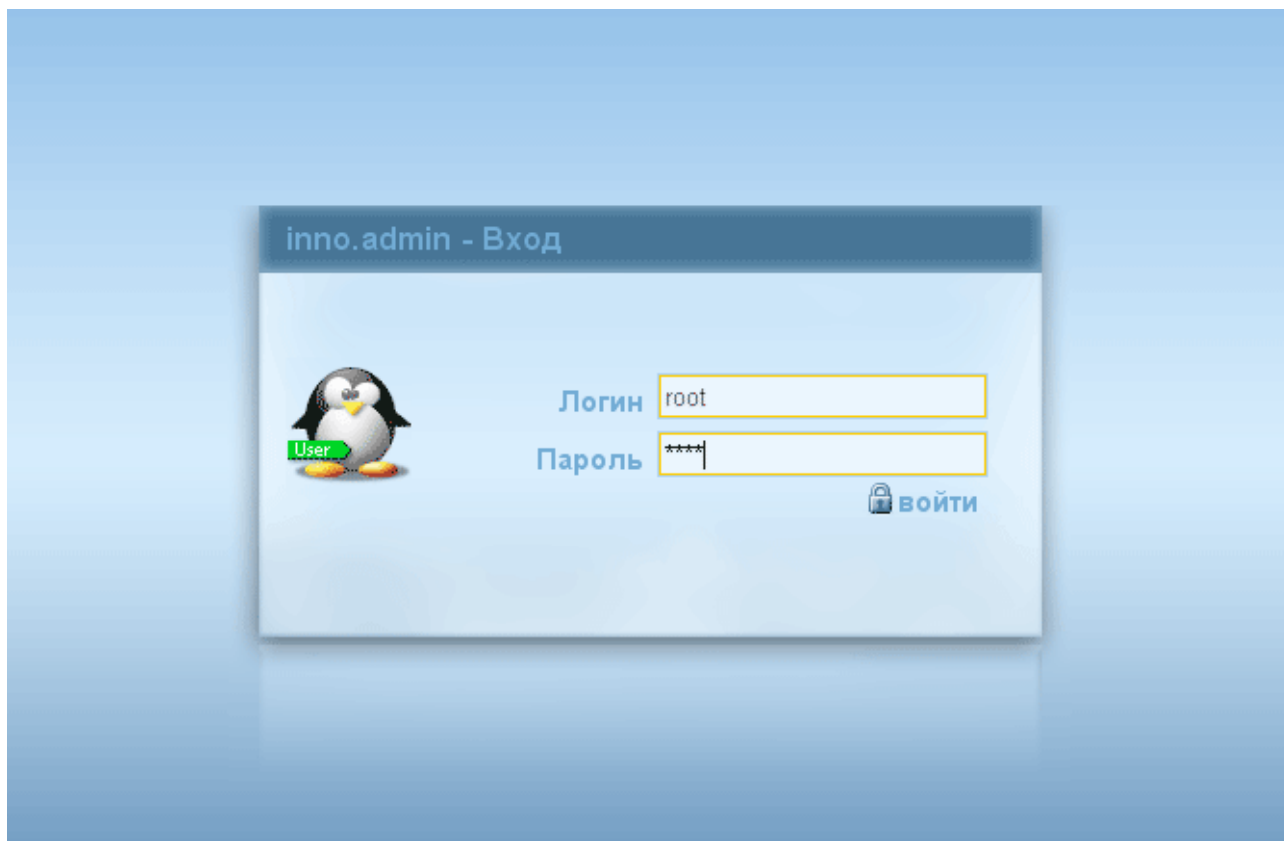 inno.admin - Вход
Логин root
User
Пароль ****
войти